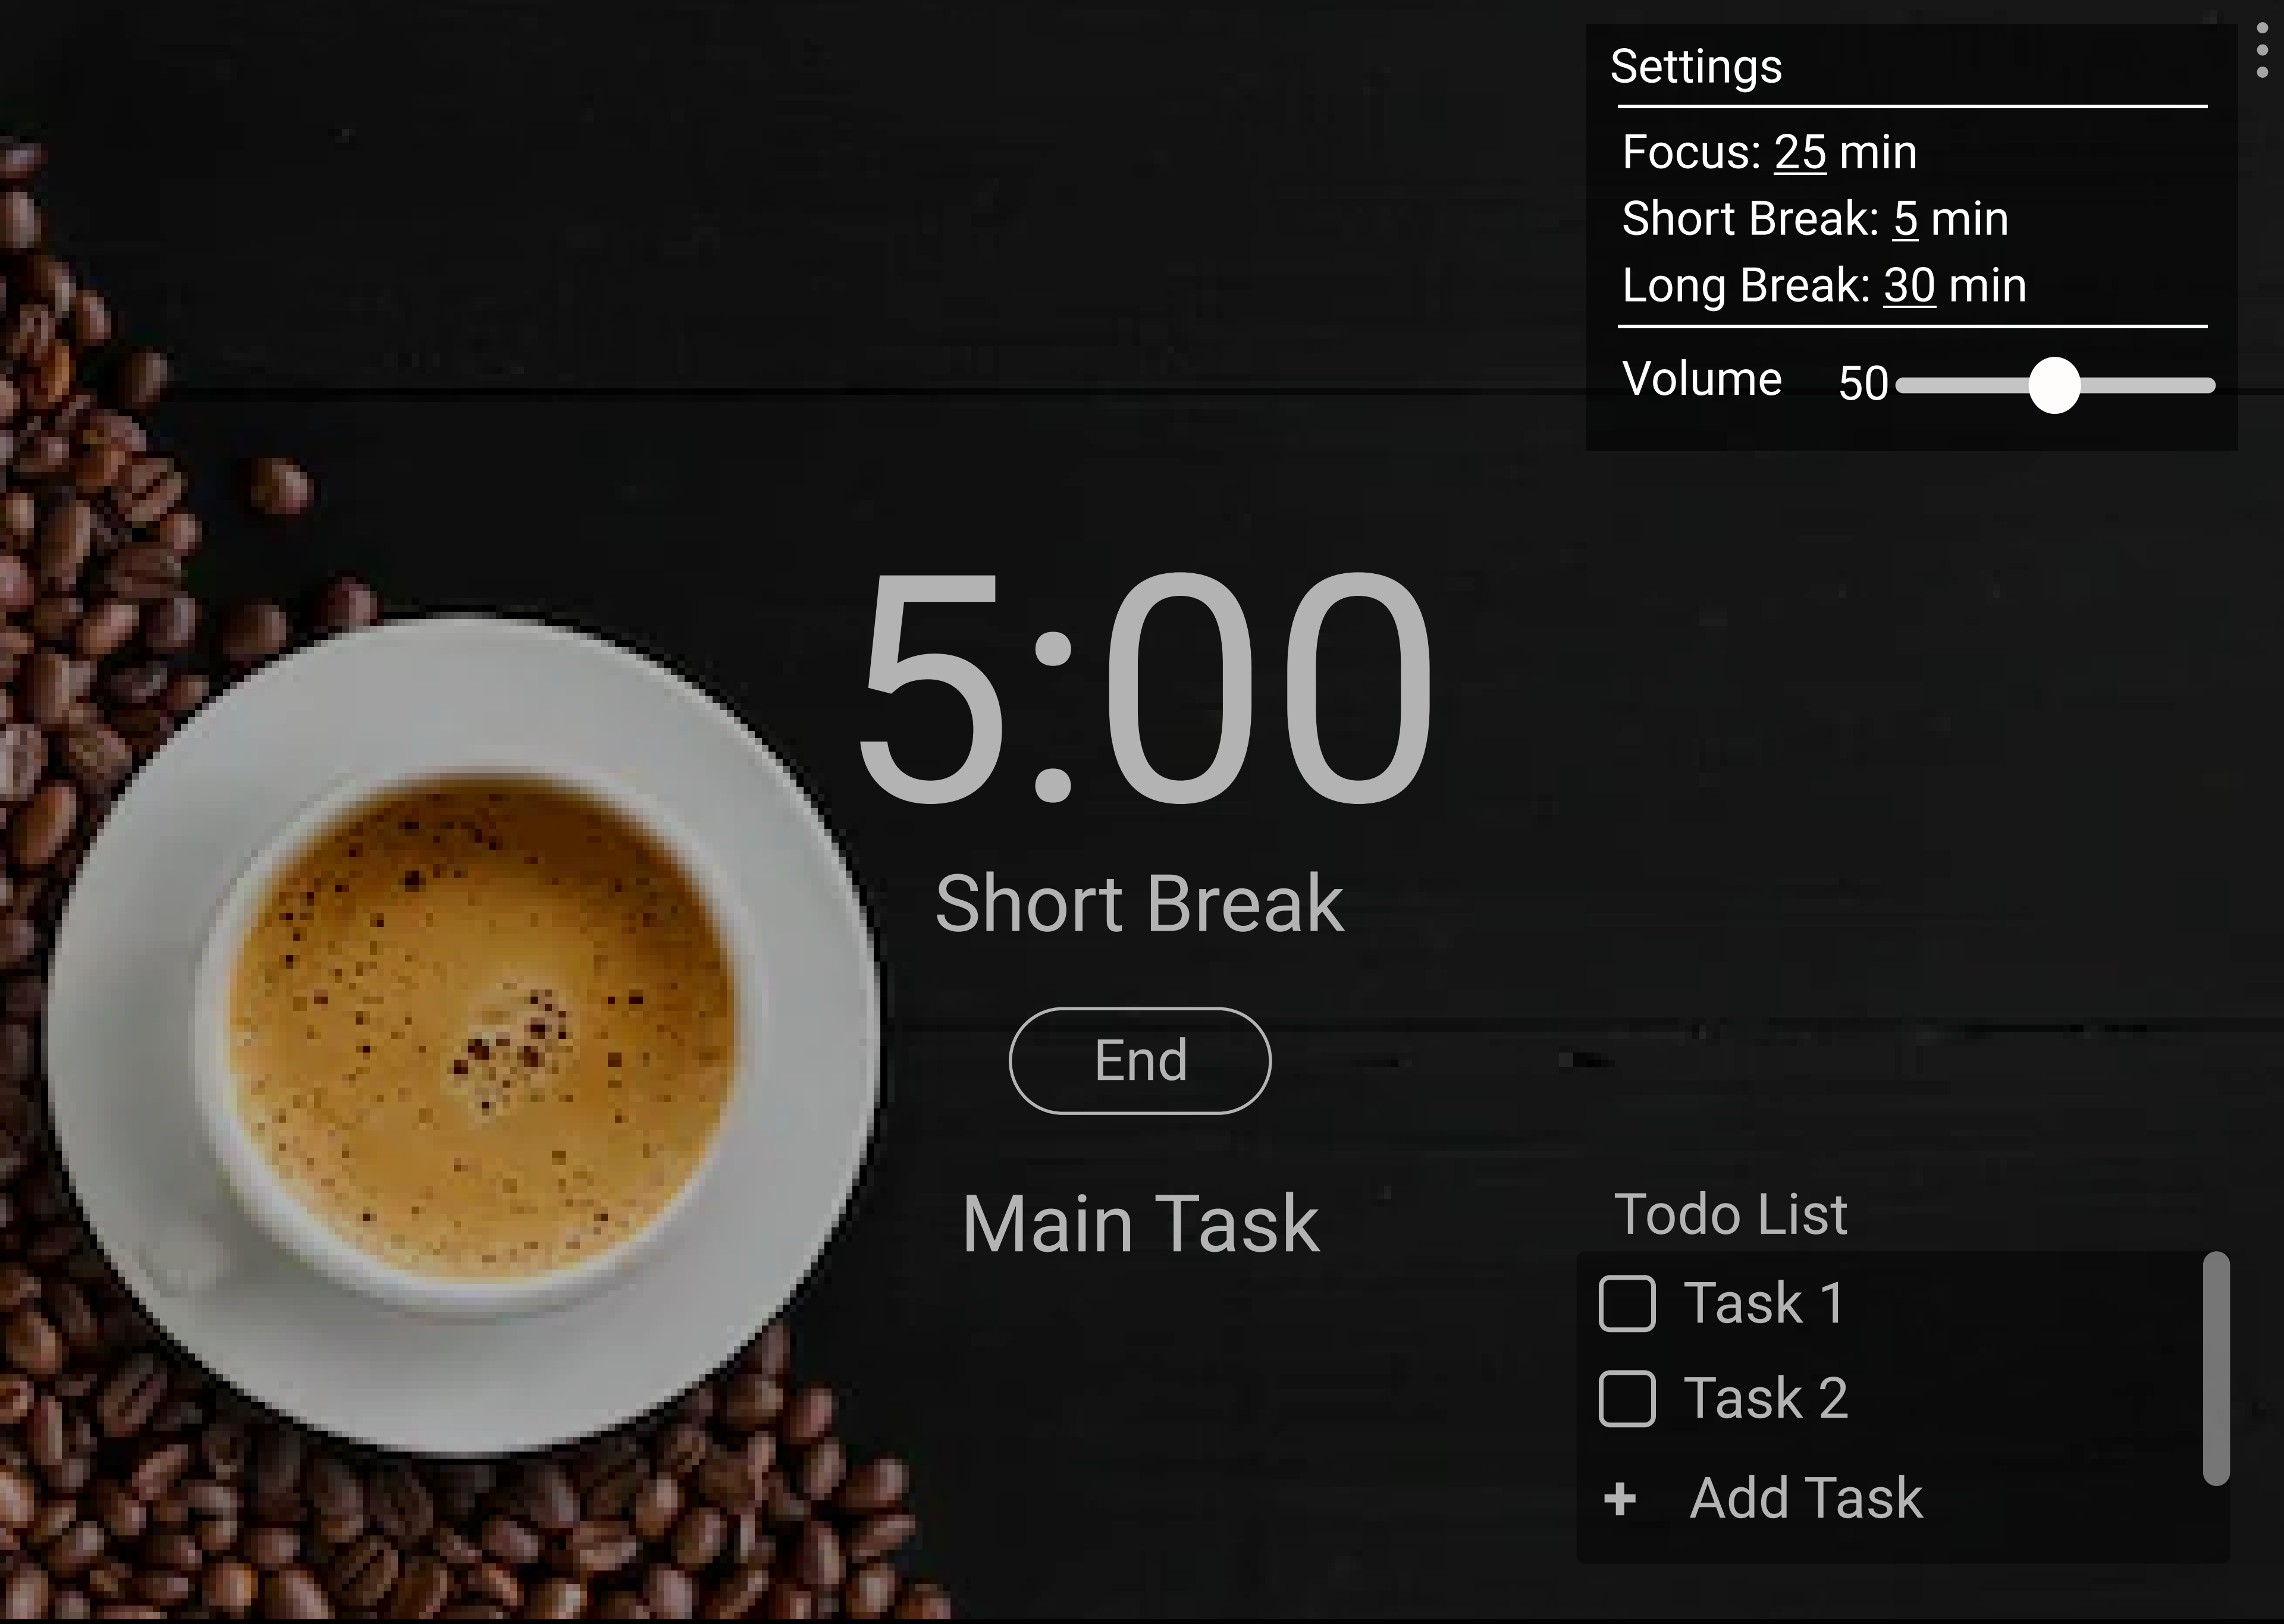 Settings
Focus: 25 min
Short Break: 5 min
Long Break: 30 min
Volume 50
5:00
Short Break
End
Main Task
Todo List
Task 1
Task 2
+ Add Task